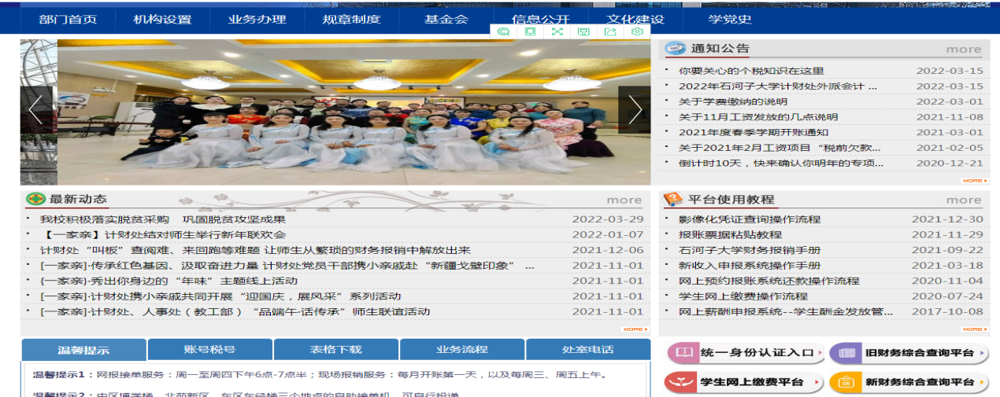 部门首页 机构设置 业务办理 规章制度 基金会 信息公开 文化建设 学党史
通知公告 more
你要关心的个税知识在这里 2022-03-15
2022年石河子大学计财处外派会计 ... 2022-03-15
关于学费缴纳的说明 2022-03-01
关于11月工资发放的几点说明 2021-11-08
2021年度春季学期开账通知 2021-03-01
关于2021年2月工资项目“税前欠款... 2021-02-05
倒计时10天，快来确认你明年的专项... 2020-12-21
MORE
最新动态 more
我校积极落实脱贫采购 巩固脱贫攻坚成果 2022-03-29
【一家亲】计财处结对师生举行新年联欢会 2022-01-07
计财处“叫板”查阅难、来回跑等难题 让师生从繁琐的财务报销中解放出来 2021-12-06
[一家亲]·传承红色基因、汲取奋进力量 计财处党员干部携小亲戚赴“新疆戈壁印象” ... 2021-11-01
{一家亲}·秀出你身边的“年味”主题线上活动 2021-11-01
[一家亲]·计财处携小亲戚共同开展“迎国庆，展风采”系列活动 2021-11-01
[一家亲]·计财处、人事处（教工部）“品端午·话传承”师生联谊活动 2021-11-01
MORE
平台使用教程 more
影像化凭证查询操作流程 2021-12-30
报账票据粘贴教程 2021-11-29
石河子大学财务报销手册 2021-09-22
新收入申报系统操作手册 2021-03-18
网上预约报账系统还款操作流程 2020-11-04
学生网上缴费操作流程 2020-07-24
网上薪酬申报系统--学生酬金发放管... 2017-10-08
MORE
温馨提示 账号税号 表格下载 业务流程 处室电话
温馨提示1：网报接单服务：周一至周四下午6点-7点半；现场报销服务：每月开账第一天，以及每周三、周五上午。
温馨提示2：中区博学楼、北苑新区、东区东经楼三个地点的自助接单机，可自行投递
统一身份认证入口 旧财务综合查询平台
学生网上缴费平台 新财务综合查询平台